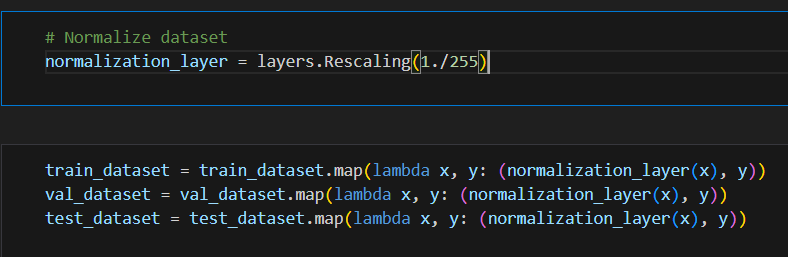 # Normalize dataset
normalization_layer = layers.Rescaling(1./255)
train_dataset = train_dataset.map(lambda x, y: (normalization_layer(x), y))
val_dataset = val_dataset.map(lambda x, y: (normalization_layer(x), y))
test_dataset = test_dataset.map(lambda x, y: (normalization_layer(x), y))